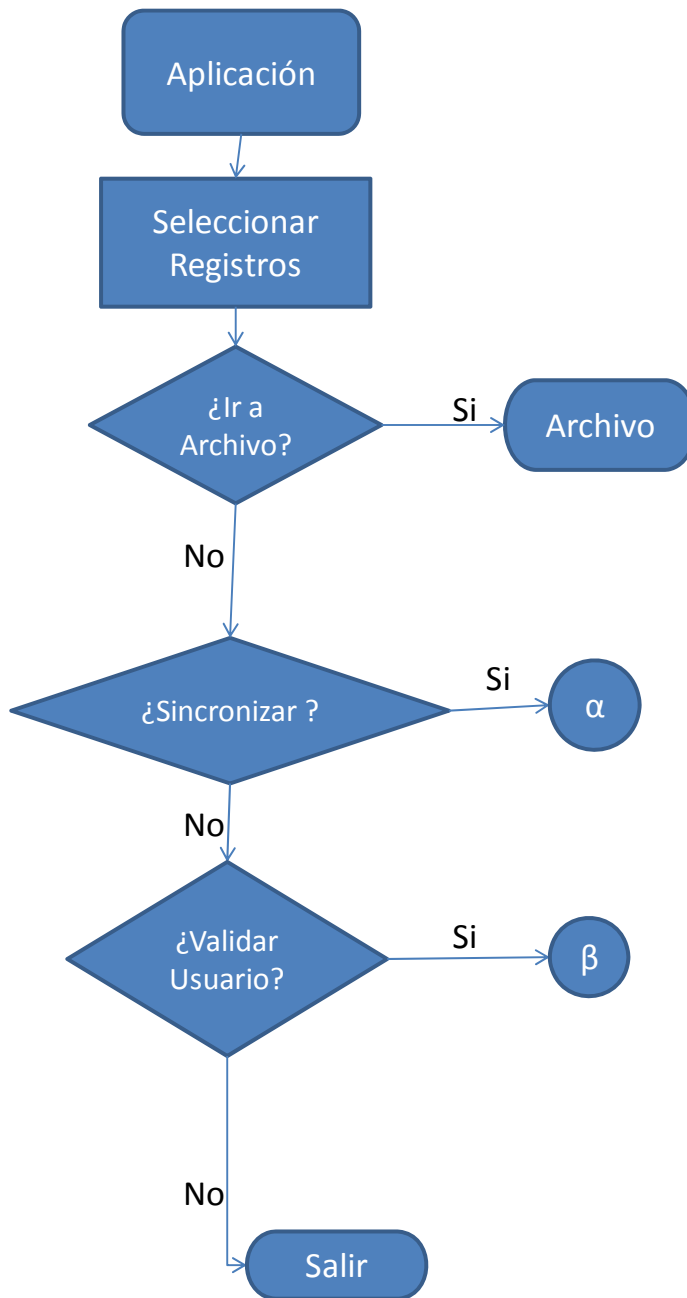 Aplicación
Seleccionar
Registros
¿Ir a
Archivo?
Si
Archivo
No
¿Sincronizar ?
Si
α
No
¿Validar
Usuario?
Si
β
No
Salir